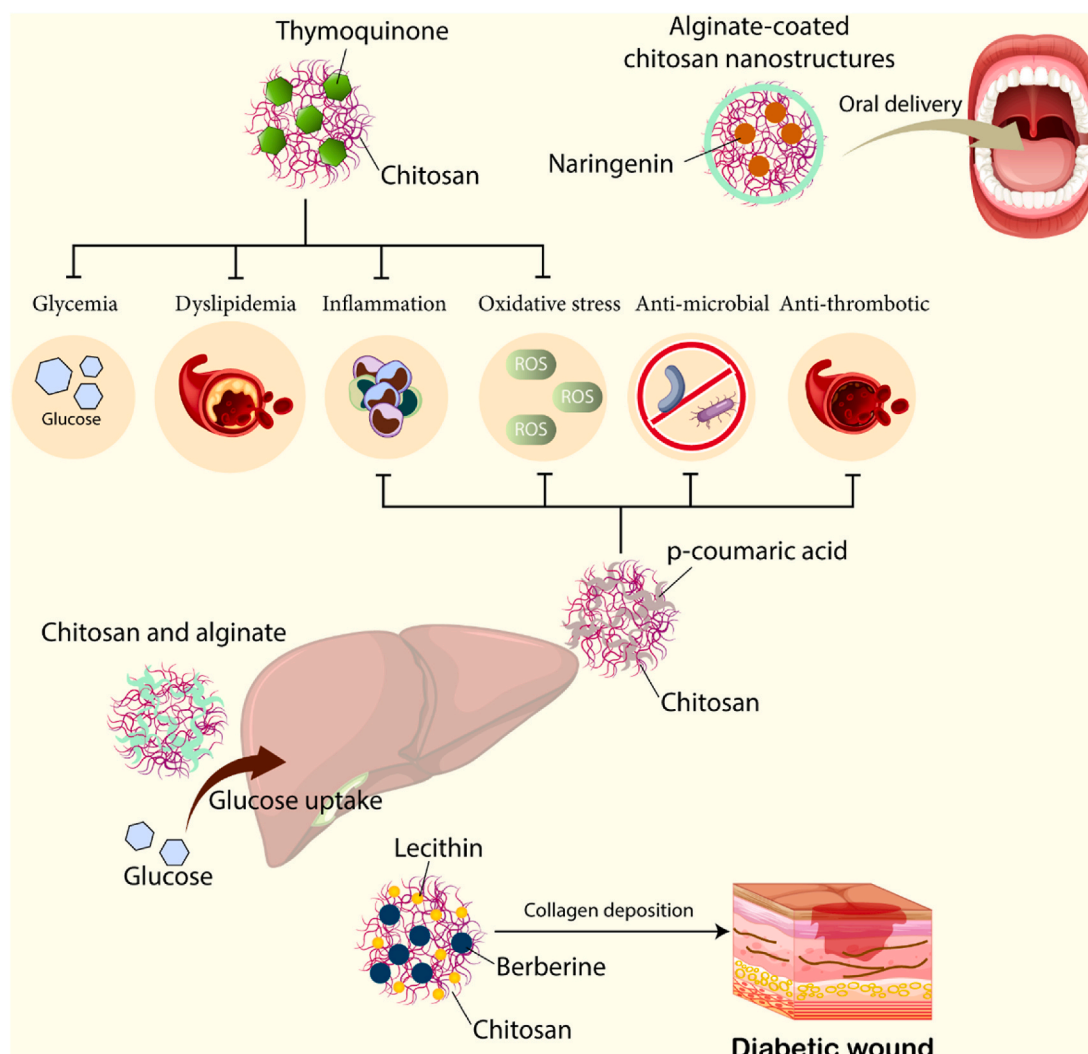 Thymoquinone
Chitosan
Alginate-coated
chitosan nanostructures
Oral delivery
Naringenin
Glycemia
Dyslipidemia
Inflammation
Oxidative stress
Anti-microbial
Anti-thrombotic
Glucose
ROS
ROS
ROS
p-coumaric acid
Chitosan
Chitosan and alginate
Glucose uptake
Glucose
Lecithin
Berberine
Chitosan
Collagen deposition
Diabetic wound